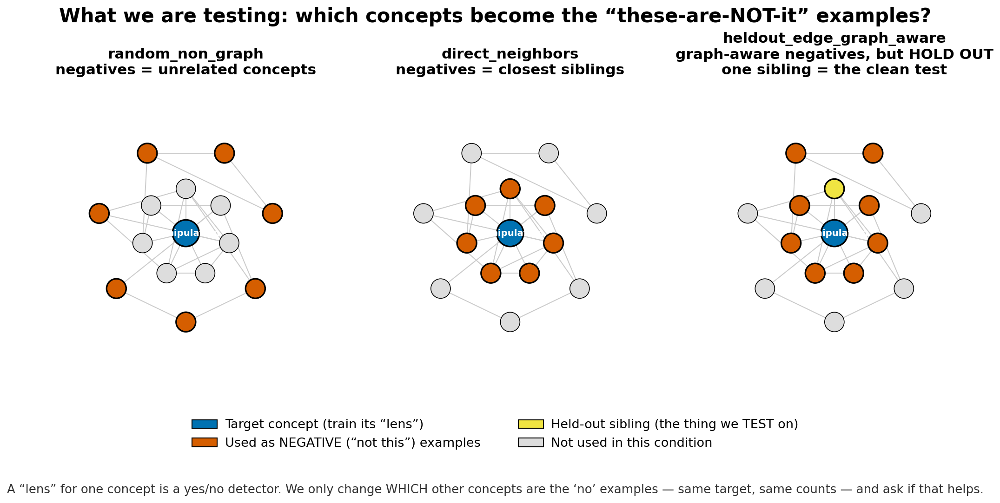 What we are testing: which concepts become the “these-are-NOT-it” examples?
random_non_graph
negatives = unrelated concepts
direct_neighbors
negatives = closest siblings
heldout_edge_graph_aware
graph-aware negatives, but HOLD OUT
one sibling = the clean test
ipula
ipula
ipula
Target concept (train its “lens”)
Used as NEGATIVE (“not this”) examples
Held-out sibling (the thing we TEST on)
Not used in this condition
A “lens” for one concept is a yes/no detector. We only change WHICH other concepts are the ‘no’ examples — same target, same counts — and ask if that helps.